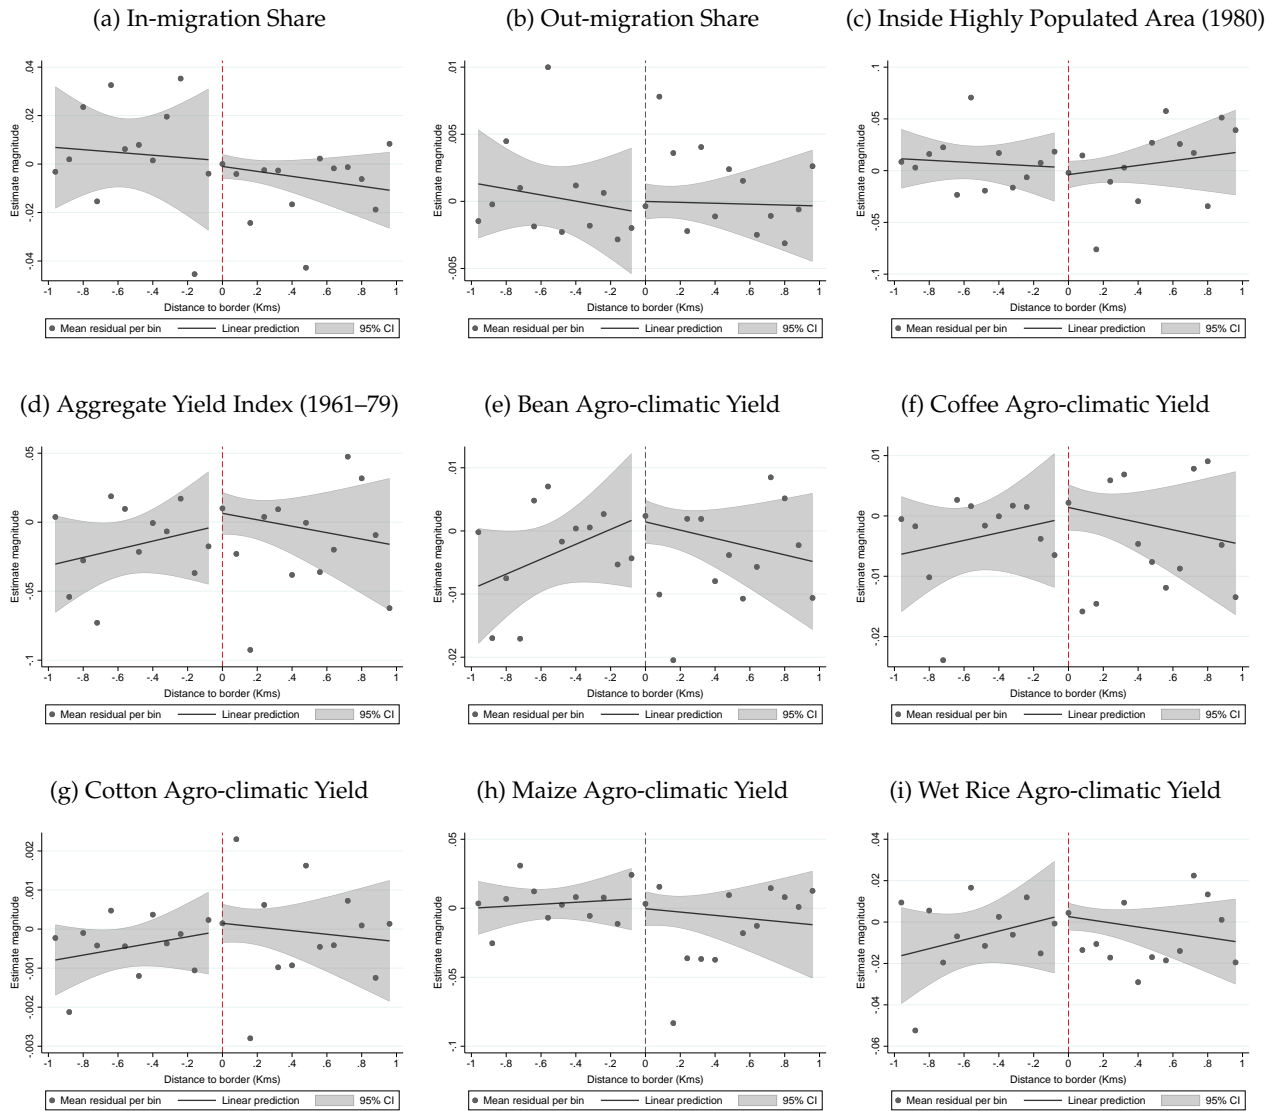 (a) In-migration Share
(b) Out-migration Share
(c) Inside Highly Populated Area (1980)
Estimate magnitude
.04
.02
0
-.02
-.04
-1 -.8 -.6 -.4 -.2 0 .2 .4 .6 .8 1
Distance to border (Kms)
Mean residual per bin Linear prediction 95% CI
Estimate magnitude
.01
.005
0
-.005
-1 -.8 -.6 -.4 -.2 0 .2 .4 .6 .8 1
Distance to border (Kms)
Mean residual per bin Linear prediction 95% CI
Estimate magnitude
.1
.05
0
-.05
-.1
-1 -.8 -.6 -.4 -.2 0 .2 .4 .6 .8 1
Distance to border (Kms)
Mean residual per bin Linear prediction 95% CI
(d) Aggregate Yield Index (1961–79)
(e) Bean Agro-climatic Yield
(f) Coffee Agro-climatic Yield
Estimate magnitude
.05
0
-.05
-.1
-1 -.8 -.6 -.4 -.2 0 .2 .4 .6 .8 1
Distance to border (Kms)
Mean residual per bin Linear prediction 95% CI
Estimate magnitude
.01
0
-.01
-.02
-1 -.8 -.6 -.4 -.2 0 .2 .4 .6 .8 1
Distance to border (Kms)
Mean residual per bin Linear prediction 95% CI
Estimate magnitude
.01
0
-.01
-.02
-1 -.8 -.6 -.4 -.2 0 .2 .4 .6 .8 1
Distance to border (Kms)
Mean residual per bin Linear prediction 95% CI
(g) Cotton Agro-climatic Yield
(h) Maize Agro-climatic Yield
(i) Wet Rice Agro-climatic Yield
Estimate magnitude
.002
.001
0
-.001
-.002
-.003
-1 -.8 -.6 -.4 -.2 0 .2 .4 .6 .8 1
Distance to border (Kms)
Mean residual per bin Linear prediction 95% CI
Estimate magnitude
.05
0
-.05
-.1
-1 -.8 -.6 -.4 -.2 0 .2 .4 .6 .8 1
Distance to border (Kms)
Mean residual per bin Linear prediction 95% CI
Estimate magnitude
.04
.02
0
-.02
-.04
-.06
-1 -.8 -.6 -.4 -.2 0 .2 .4 .6 .8 1
Distance to border (Kms)
Mean residual per bin Linear prediction 95% CI